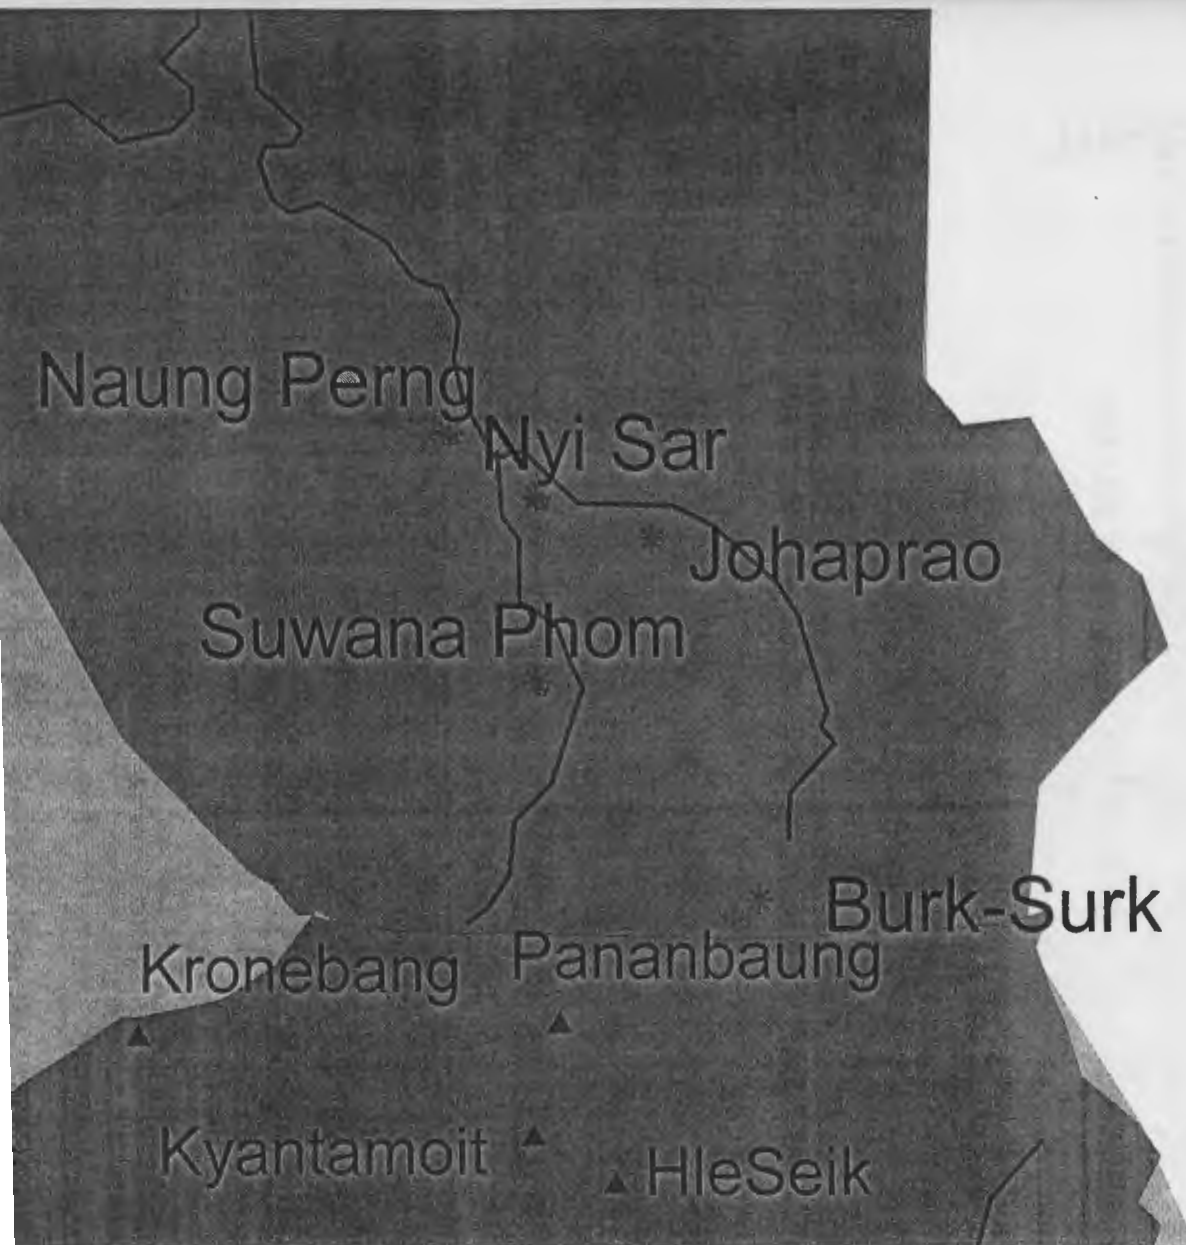 Naung Perng
Nyi Sar
Johaprao
Suwana Phom
Burk-Surk
Kronebang
Pananbaung
Kyantamoit
HleSeik